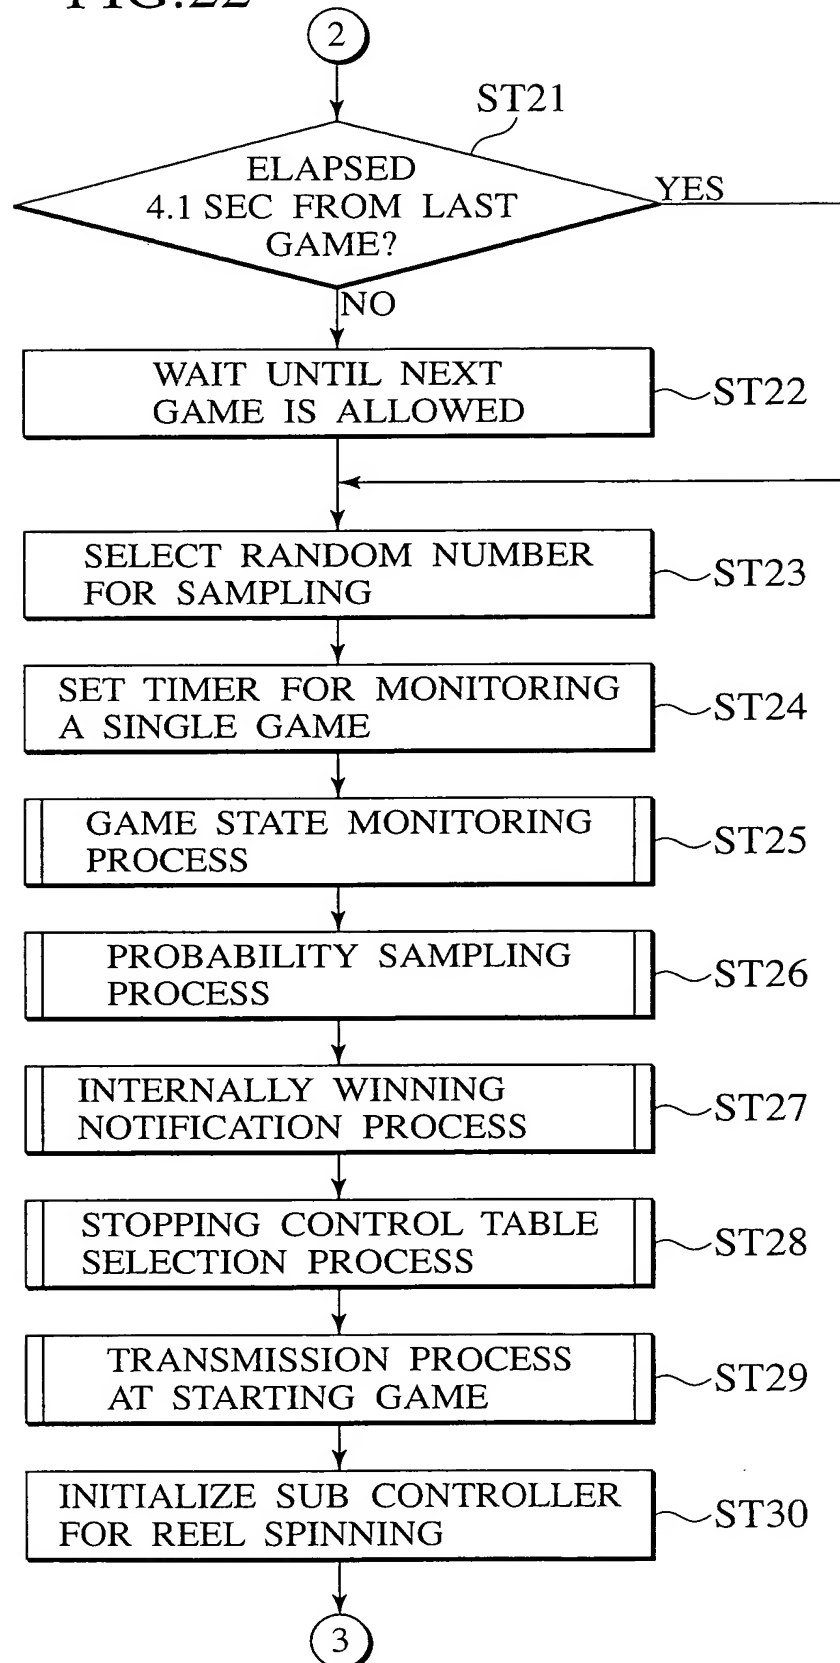 FIG.22
2
ST21
ELAPSED
4.1 SEC FROM LAST
GAME?
YES
NO
WAIT UNTIL NEXT
GAME IS ALLOWED
ST22
SELECT RANDOM NUMBER
FOR SAMPLING
ST23
SET TIMER FOR MONITORING
A SINGLE GAME
ST24
GAME STATE MONITORING
PROCESS
ST25
PROBABILITY SAMPLING
PROCESS
ST26
INTERNALLY WINNING
NOTIFICATION PROCESS
ST27
STOPPING CONTROL TABLE
SELECTION PROCESS
ST28
TRANSMISSION PROCESS
AT STARTING GAME
ST29
INITIALIZE SUB CONTROLLER
FOR REEL SPINNING
ST30
3